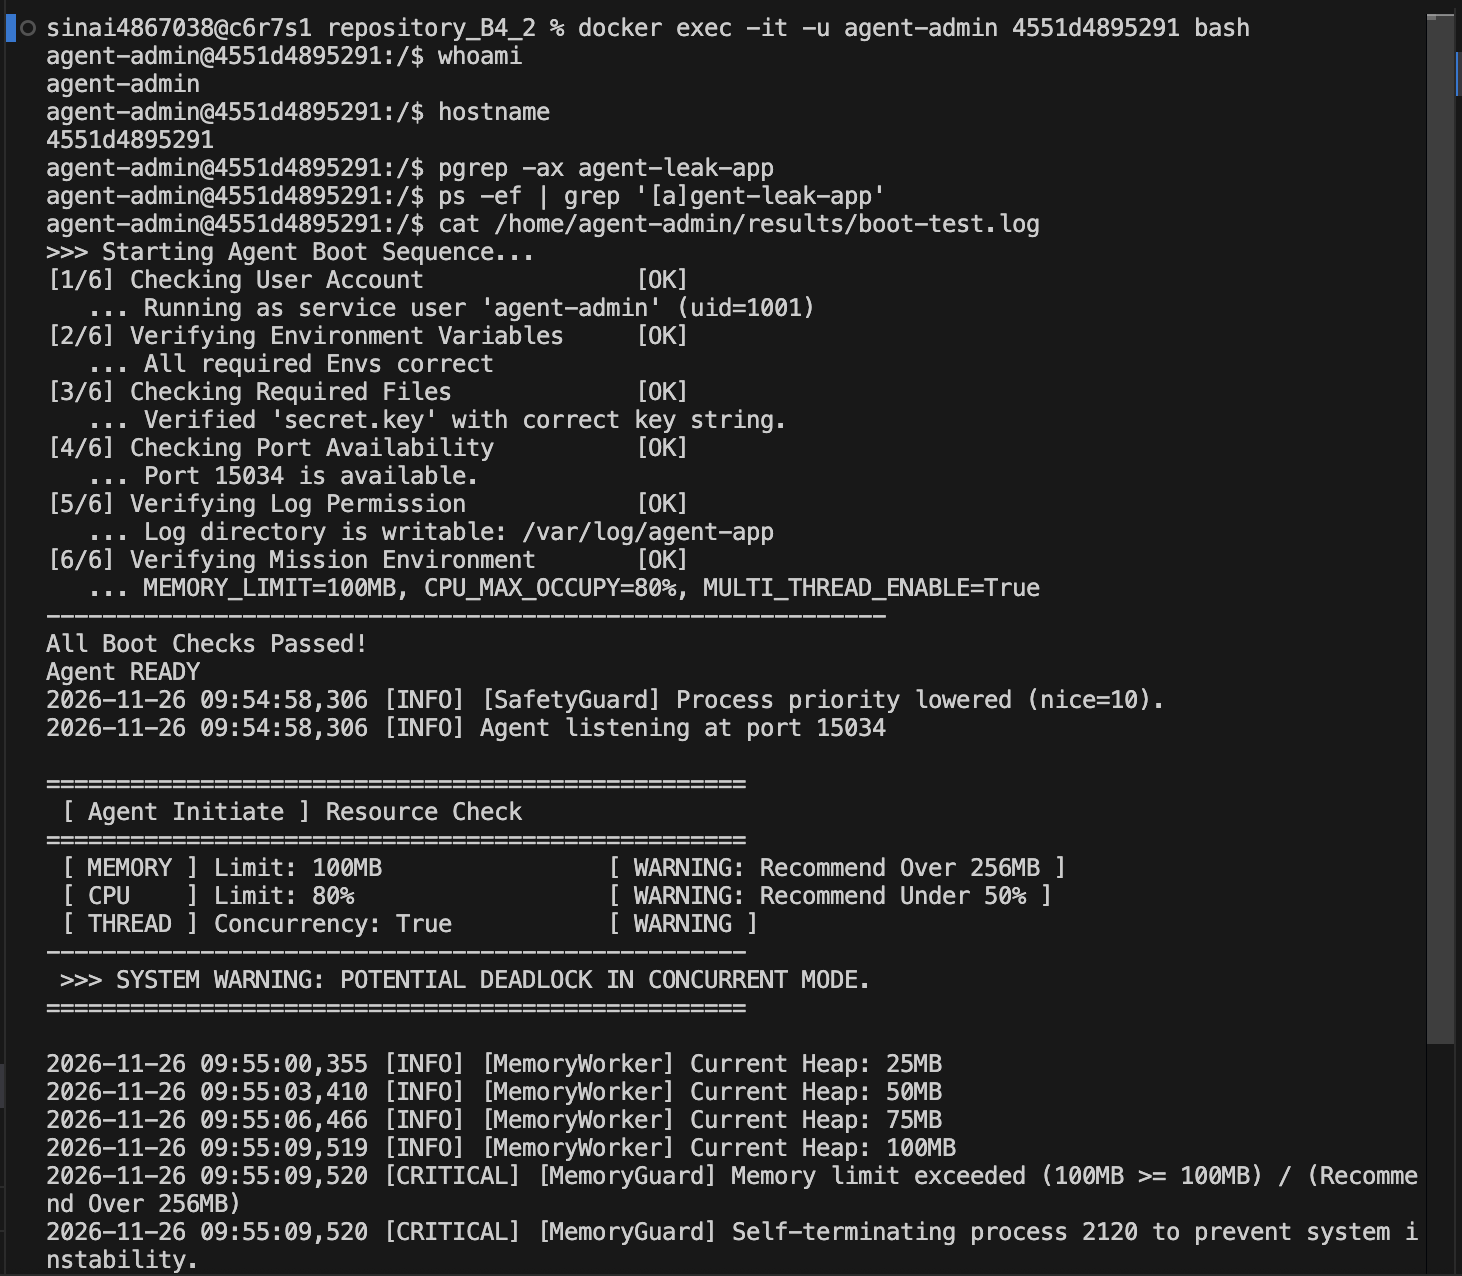 sinai4867038@c6r7s1 repository_B4_2 % docker exec -it -u agent-admin 4551d4895291 bash
agent-admin@4551d4895291:/$ whoami
agent-admin
agent-admin@4551d4895291:/$ hostname
4551d4895291
agent-admin@4551d4895291:/$ pgrep -ax agent-leak-app
agent-admin@4551d4895291:/$ ps -ef | grep '[a]gent-leak-app'
agent-admin@4551d4895291:/$ cat /home/agent-admin/results/boot-test.log
>>> Starting Agent Boot Sequence...
[1/6] Checking User Account               [OK]
   ... Running as service user 'agent-admin' (uid=1001)
[2/6] Verifying Environment Variables     [OK]
   ... All required Envs correct
[3/6] Checking Required Files             [OK]
   ... Verified 'secret.key' with correct key string.
[4/6] Checking Port Availability          [OK]
   ... Port 15034 is available.
[5/6] Verifying Log Permission            [OK]
   ... Log directory is writable: /var/log/agent-app
[6/6] Verifying Mission Environment       [OK]
   ... MEMORY_LIMIT=100MB, CPU_MAX_OCCUPY=80%, MULTI_THREAD_ENABLE=True
------------------------------------------------------------
All Boot Checks Passed!
Agent READY
2026-11-26 09:54:58,306 [INFO] [SafetyGuard] Process priority lowered (nice=10).
2026-11-26 09:54:58,306 [INFO] Agent listening at port 15034

==================================================
 [ Agent Initiate ] Resource Check
==================================================
 [ MEMORY ] Limit: 100MB                [ WARNING: Recommend Over 256MB ]
 [ CPU    ] Limit: 80%                  [ WARNING: Recommend Under 50% ]
 [ THREAD ] Concurrency: True           [ WARNING ]
--------------------------------------------------
 >>> SYSTEM WARNING: POTENTIAL DEADLOCK IN CONCURRENT MODE.
==================================================

2026-11-26 09:55:00,355 [INFO] [MemoryWorker] Current Heap: 25MB
2026-11-26 09:55:03,410 [INFO] [MemoryWorker] Current Heap: 50MB
2026-11-26 09:55:06,466 [INFO] [MemoryWorker] Current Heap: 75MB
2026-11-26 09:55:09,519 [INFO] [MemoryWorker] Current Heap: 100MB
2026-11-26 09:55:09,520 [CRITICAL] [MemoryGuard] Memory limit exceeded (100MB >= 100MB) / (Recomme
nd Over 256MB)
2026-11-26 09:55:09,520 [CRITICAL] [MemoryGuard] Self-terminating process 2120 to prevent system i
nstability.